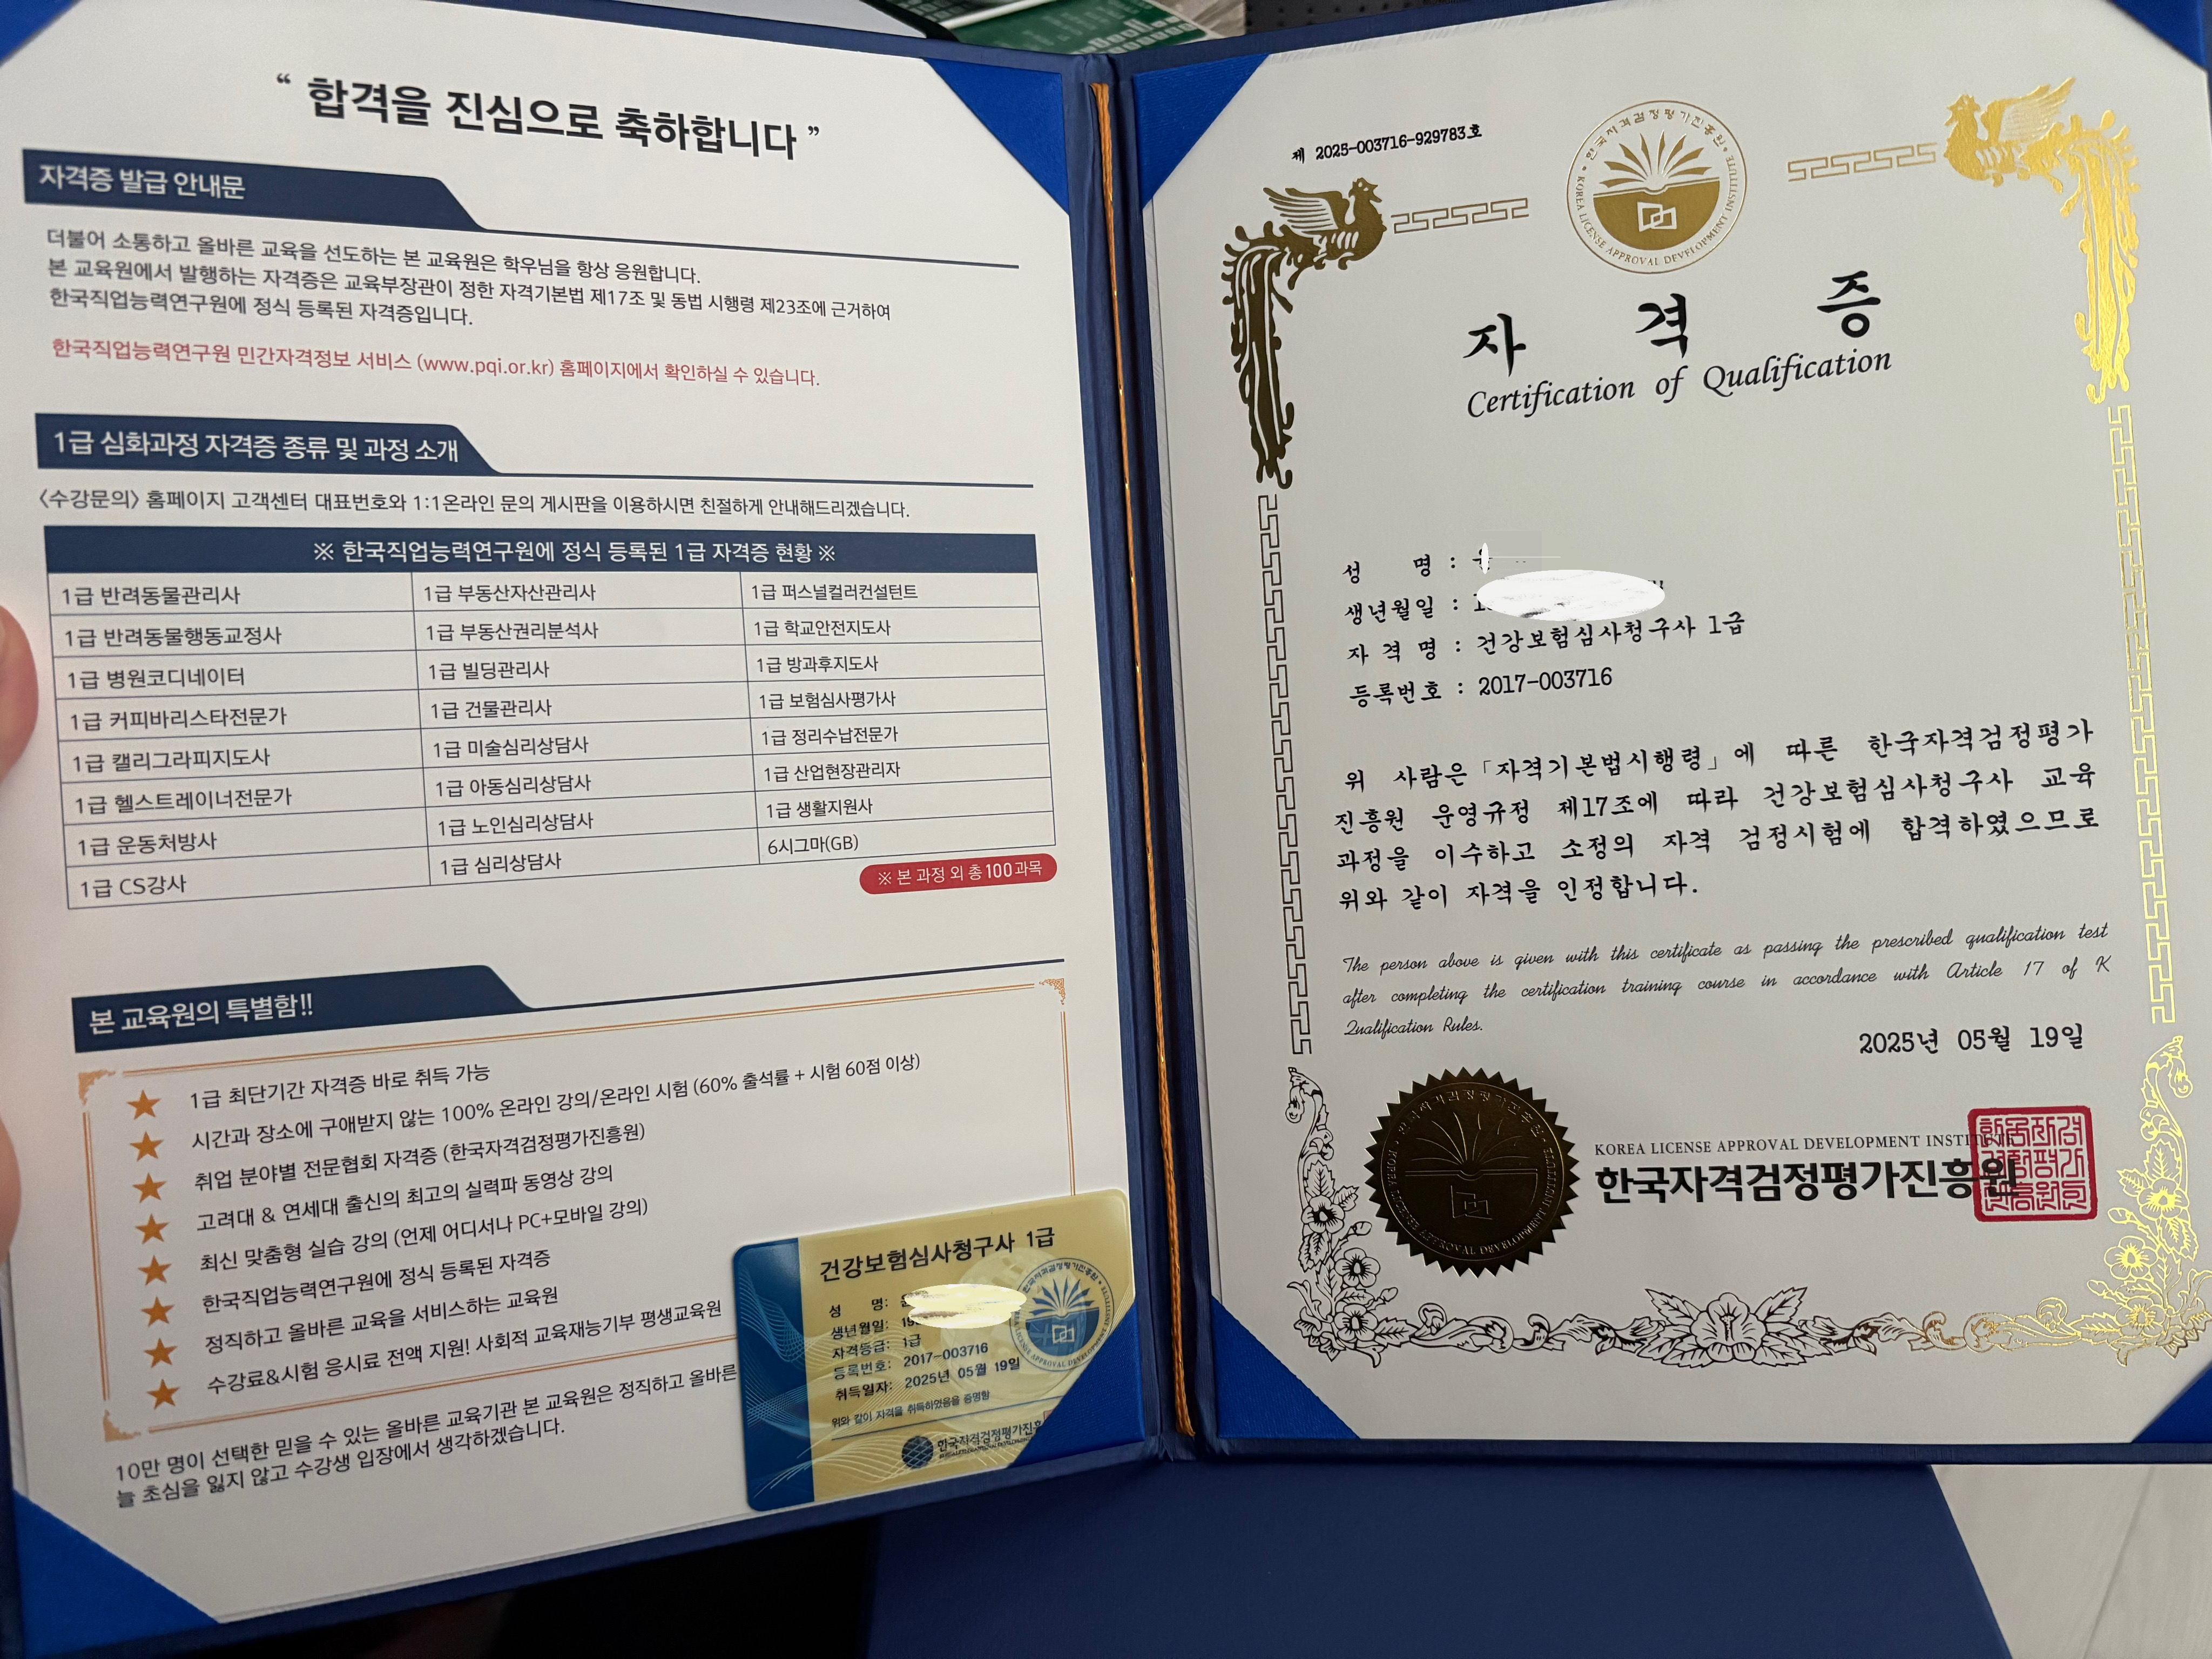 “ 합격을 진심으로 축하합니다 ”
자격증 발급 안내문
더불어 소통하고 올바른 교육을 선도하는 본 교육원은 학우님을 항상 응원합니다.
본 교육원에서 발행하는 자격증은 교육부장관이 정한 자격기본법 제17조 및 동법 시행령 제23조에 근거하여
한국직업능력연구원에 정식 등록된 자격증입니다.
한국직업능력연구원 민간자격정보 서비스 (www.pqi.or.kr) 홈페이지에서 확인하실 수 있습니다.
1급 심화과정 자격증 종류 및 과정 소개
<수강문의> 홈페이지 고객센터 대표번호와 1:1온라인 문의 게시판을 이용하시면 친절하게 안내해드리겠습니다.
※ 한국직업능력연구원에 정식 등록된 1급 자격증 현황 ※
1급 반려동물관리사 1급 부동산자산관리사 1급 퍼스널컬러컨설턴트
1급 반려동물행동교정사 1급 부동산권리분석사 1급 학교안전지도사
1급 병원코디네이터 1급 빌딩관리사 1급 방과후지도사
1급 커피바리스타전문가 1급 건물관리사 1급 보험심사평가사
1급 캘리그라피지도사 1급 미술심리상담사 1급 정리수납전문가
1급 헬스트레이너전문가 1급 아동심리상담사 1급 산업현장관리자
1급 운동처방사 1급 노인심리상담사 1급 생활지원사
1급 CS강사 1급 심리상담사 6시그마(GB)
※ 본 과정 외 총 100과목
본 교육원의 특별함!!
★ 1급 최단기간 자격증 바로 취득 가능
★ 시간과 장소에 구애받지 않는 100% 온라인 강의/온라인 시험 (60% 출석률 + 시험 60점 이상)
★ 취업 분야별 전문협회 자격증 (한국자격검정평가진흥원)
★ 고려대 & 연세대 출신의 최고의 실력파 동영상 강의
★ 최신 맞춤형 실습 강의 (언제 어디서나 PC+모바일 강의)
★ 한국직업능력연구원에 정식 등록된 자격증
★ 정직하고 올바른 교육을 서비스하는 교육원
★ 수강료&시험 응시료 전액 지원! 사회적 교육재능기부 평생교육원
10만 명이 선택한 믿을 수 있는 올바른 교육기관 본 교육원은 정직하고 올바른
늘 초심을 잃지 않고 수강생 입장에서 생각하겠습니다.
건강보험심사청구사 1급
성 명:
생년월일: 19
자격등급: 1급
등록번호: 2017-003716
취득일자: 2025년 05월 19일
위와 같이 자격을 취득하였음을 증명함
한국자격검정평가진흥
제 2025-003716-929783호
한국자격검정평가진흥원
KOREA LICENSE APPROVAL DEVELOPMENT INSTITUTE
자 격 증
Certification of Qualification
성 명 :
생년월일 : 1
자 격 명 : 건강보험심사청구사 1급
등록번호 : 2017-003716
위 사람은 「자격기본법시행령」에 따른 한국자격검정평가
진흥원 운영규정 제17조에 따라 건강보험심사청구사 교육
과정을 이수하고 소정의 자격 검정시험에 합격하였으므로
위와 같이 자격을 인정합니다.
The person above is given with this certificate as passing the prescribed qualification test
after completing the certification training course in accordance with Article 17 of K
Qualification Rules.
2025년 05월 19일
KOREA LICENSE APPROVAL DEVELOPMENT INSTITUTE
한국자격검정평가진흥원